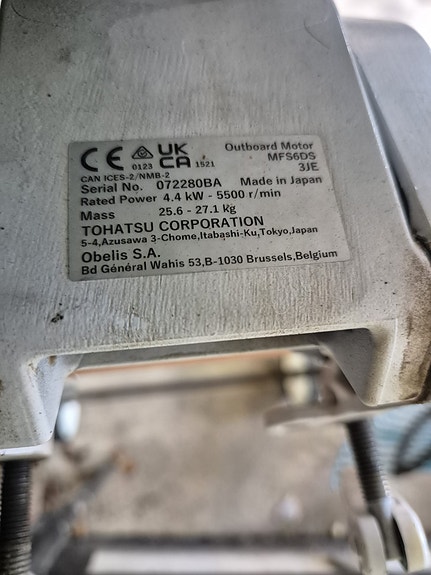 CE 0123 UKCA 1521 Outboard Motor
MFS6DS
CAN ICES-2/NMB-2 3JE
Serial No. 072280BA Made in Japan
Rated Power 4.4 kW - 5500 r/min
Mass 25.6 - 27.1 kg
TOHATSU CORPORATION
5-4,Azusawa 3-Chome,Itabashi-Ku,Tokyo,Japan
Obelis S.A.
Bd Général Wahis 53,B-1030 Brussels,Belgium